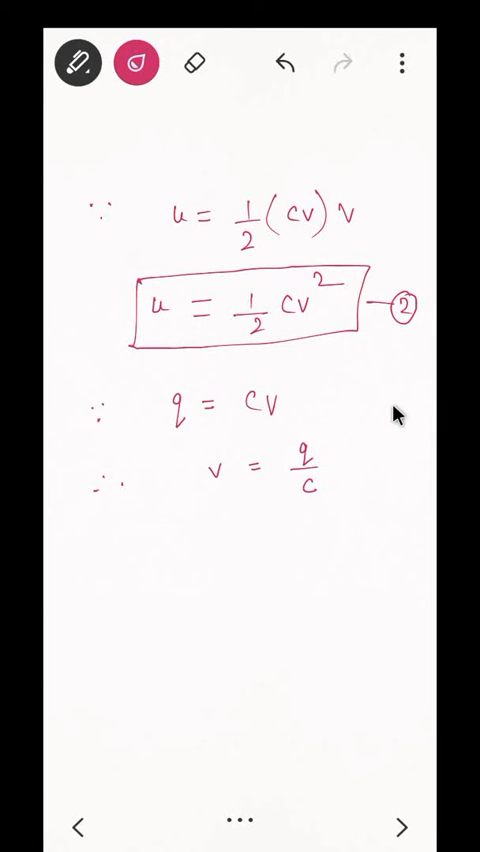 ∵ u = 1/2 (CV) V
u = 1/2 CV² — ②
∵ q = CV
∴ V = q/C